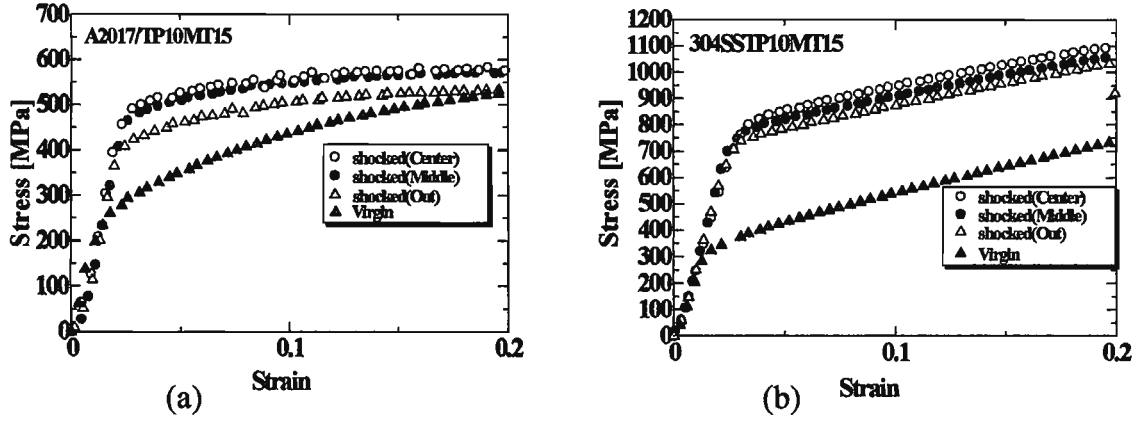 A2017/TP10MT15
700
600
500
400
300
200
100
0
Stress [MPa]
shocked(Center)
shocked(Middle)
shocked(Out)
Virgin
0
0.1
0.2
Strain
(a)
304SSTP10MT15
1200
1100
1000
900
800
700
600
500
400
300
200
100
0
Stress [MPa]
shocked(Center)
shocked(Middle)
shocked(Out)
Virgin
0
0.1
0.2
Strain
(b)